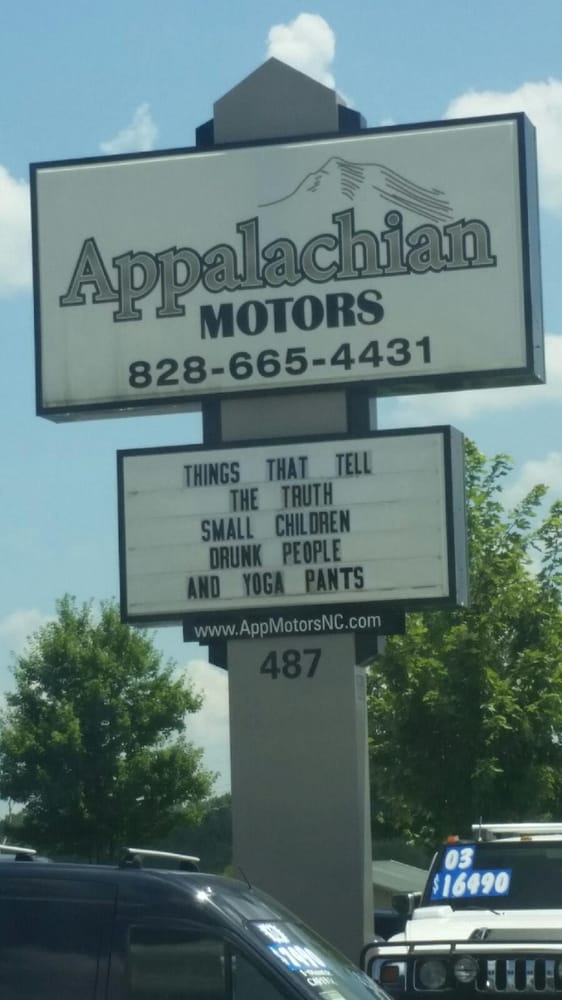 Appalachian
MOTORS
828-665-4431
THINGS THAT TELL
THE TRUTH
SMALL CHILDREN
DRUNK PEOPLE
AND YOGA PANTS
www.AppMotorsNC.com
487
03
$16490